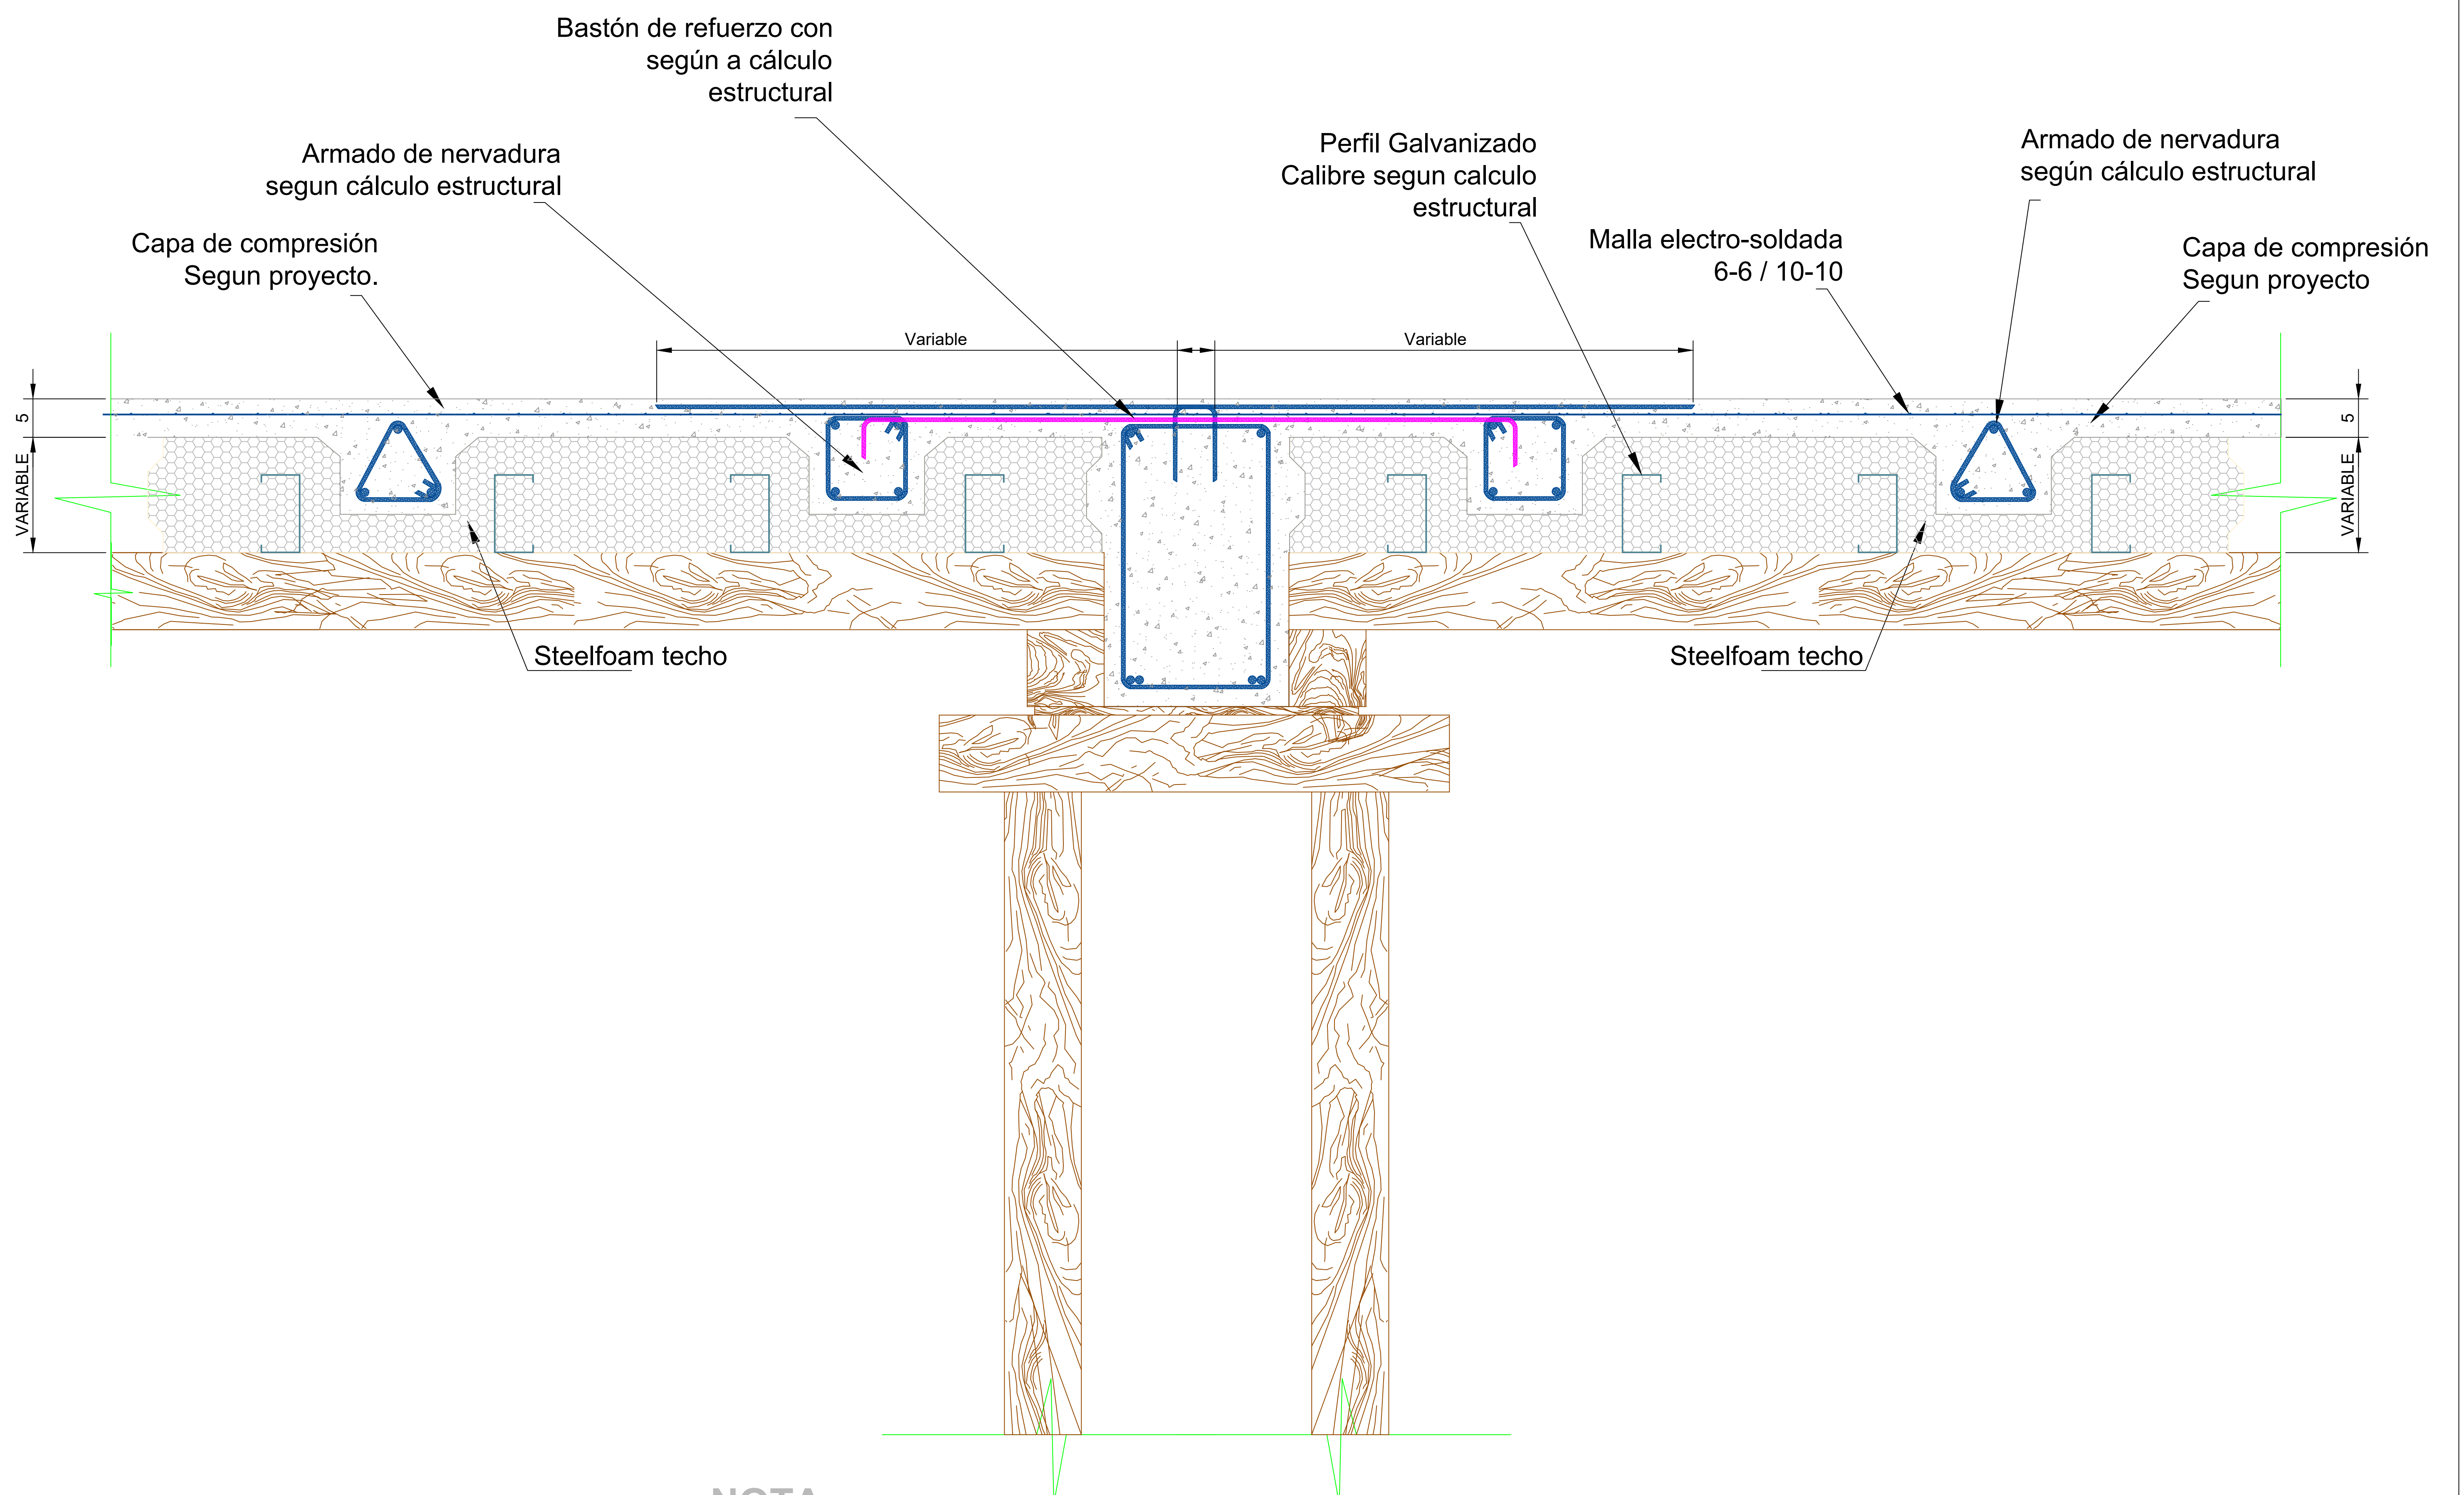 Bastón de refuerzo con
según a cálculo
estructural
Armado de nervadura
segun cálculo estructural
Perfil Galvanizado
Calibre segun calculo
estructural
Armado de nervadura
según cálculo estructural
Capa de compresión
Segun proyecto.
Malla electro-soldada
6-6 / 10-10
Capa de compresión
Segun proyecto
Variable
Variable
5
VARIABLE
5
VARIABLE
Steelfoam techo
Steelfoam techo
NOTA